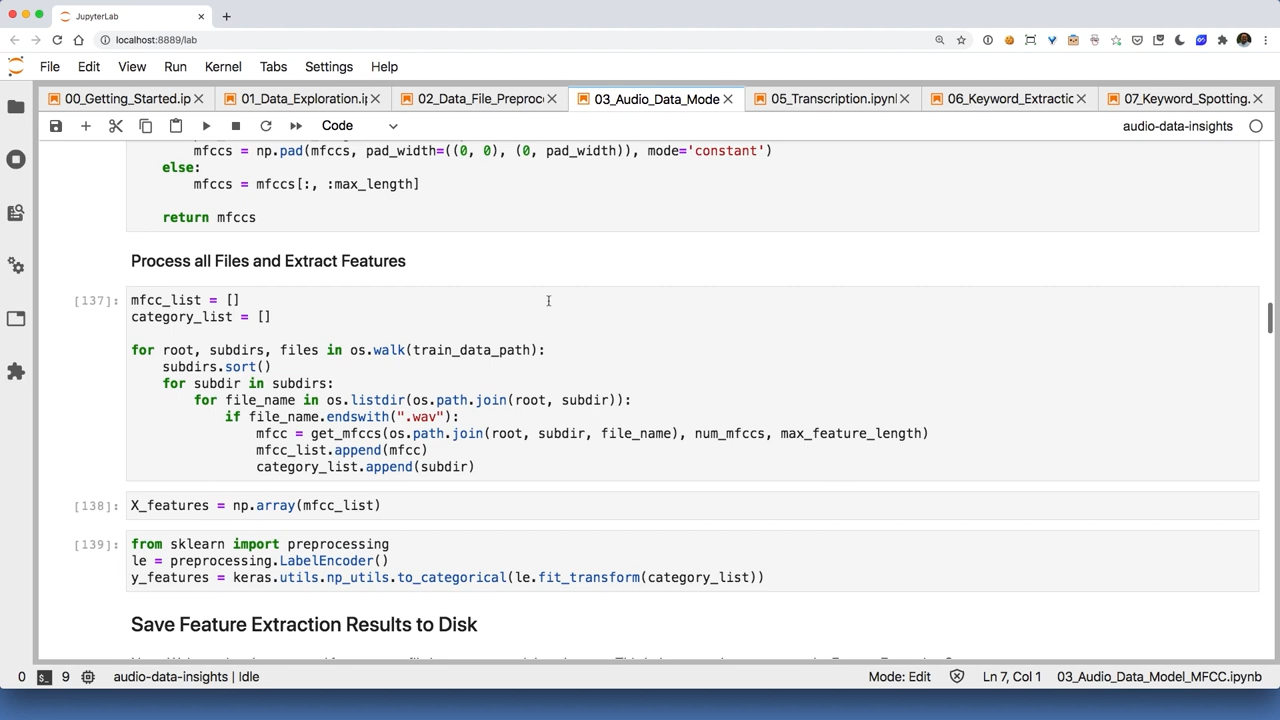 JupyterLab
localhost:8889/lab
File Edit View Run Kernel Tabs Settings Help
00_Getting_Started.ip 01_Data_Exploration.i 02_Data_File_Preproc 03_Audio_Data_Mode 05_Transcription.ipynl 06_Keyword_Extractic 07_Keyword_Spotting.
Code audio-data-insights
mfccs = np.pad(mfccs, pad_width=((0, 0), (0, pad_width)), mode='constant')
else:
mfccs = mfccs[:, :max_length]
return mfccs
Process all Files and Extract Features
[137]: mfcc_list = []
category_list = []
for root, subdirs, files in os.walk(train_data_path):
subdirs.sort()
for subdir in subdirs:
for file_name in os.listdir(os.path.join(root, subdir)):
if file_name.endswith(".wav"):
mfcc = get_mfccs(os.path.join(root, subdir, file_name), num_mfccs, max_feature_length)
mfcc_list.append(mfcc)
category_list.append(subdir)
[138]: X_features = np.array(mfcc_list)
[139]: from sklearn import preprocessing
le = preprocessing.LabelEncoder()
y_features = keras.utils.np_utils.to_categorical(le.fit_transform(category_list))
Save Feature Extraction Results to Disk
0 9 audio-data-insights | Idle Mode: Edit Ln 7, Col 1 03_Audio_Data_Model_MFCC.ipynb